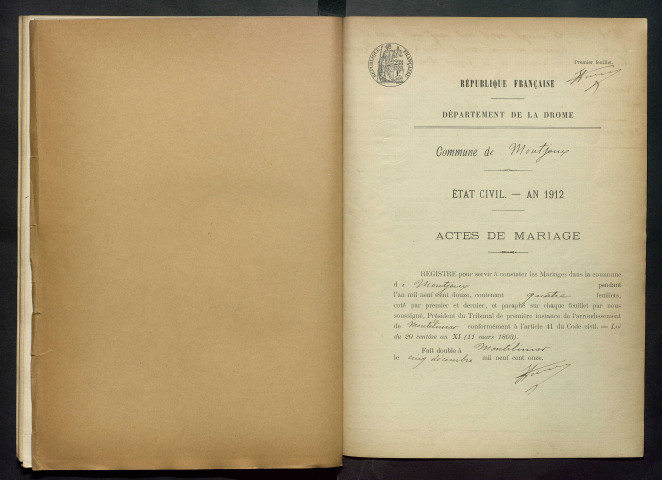 Premier feuillet.
RÉPUBLIQUE FRANÇAISE
DÉPARTEMENT DE LA DROME
Commune de Montjoux
ÉTAT CIVIL. — AN 1912
ACTES DE MARIAGE
REGISTRE pour servir à constater les Mariages dans la commune
de Montjoux pendant
l'an mil neuf cent douze, contenant quatre feuillets,
coté par premier et dernier, et paraphé sur chaque feuillet par nous
soussigné, Président du Tribunal de première instance de l'arrondissement
de Montélimar conformément à l'article 41 du Code civil. — Loi
du 20 ventôse an XI (11 mars 1803).
Fait double à Montélimar
le cinq décembre mil neuf cent onze.